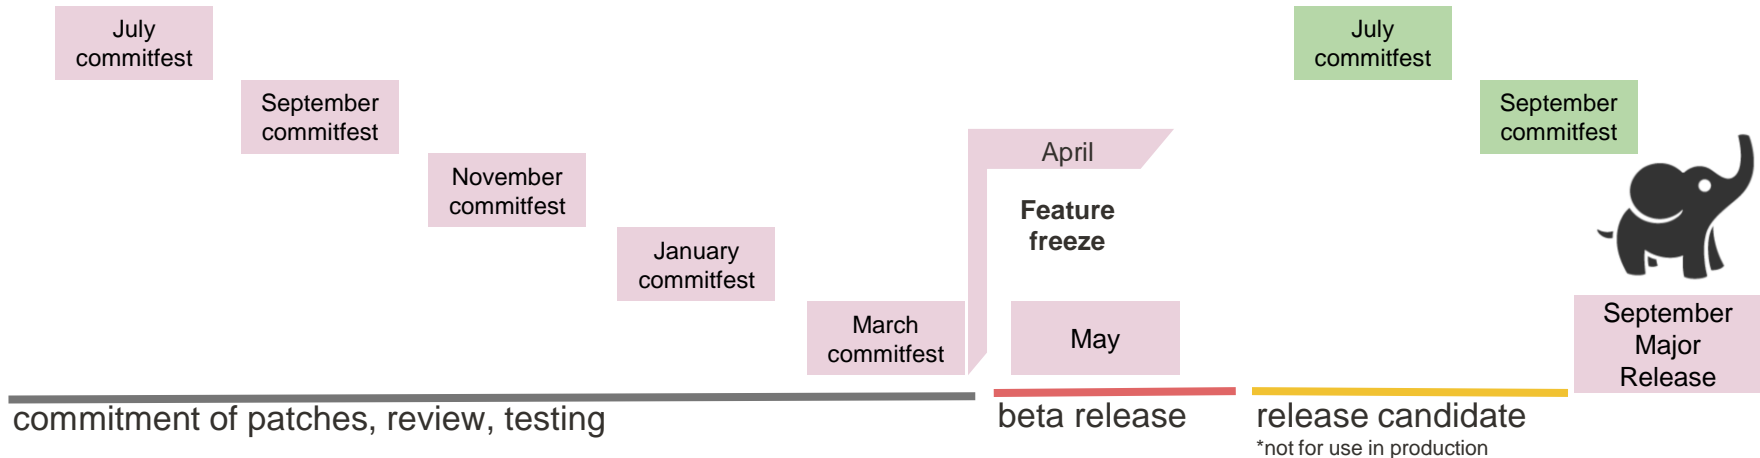 July
commitfest
September
commitfest
November
commitfest
January
commitfest
March
commitfest
April
Feature
freeze
May
July
commitfest
September
commitfest
September
Major
Release
commitment of patches, review, testing
beta release
release candidate
*not for use in production